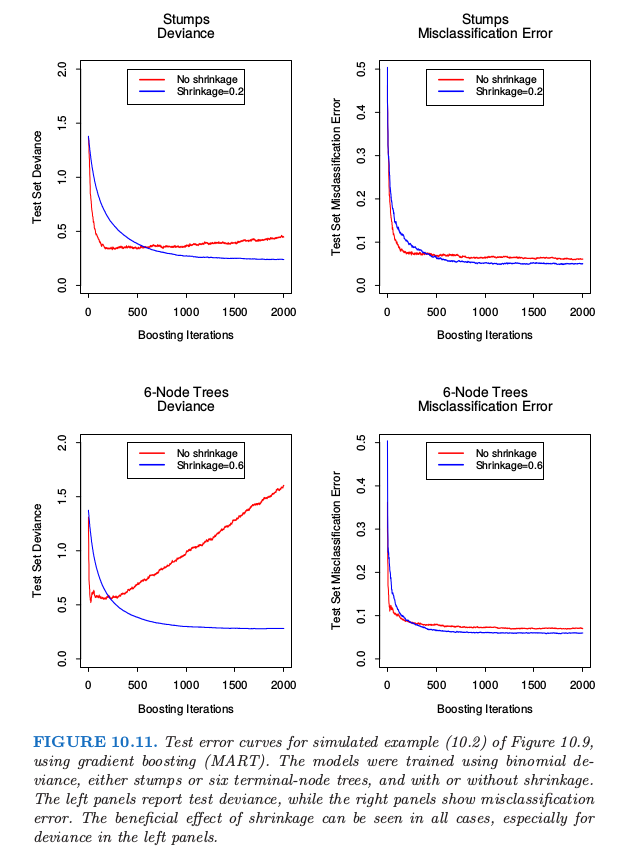 Stumps
Deviance
Test Set Deviance
2.0
1.5
1.0
0.5
0.0
No shrinkage
Shrinkage=0.2
0 500 1000 1500 2000
Boosting Iterations
Stumps
Misclassification Error
Test Set Misclassification Error
0.5
0.4
0.3
0.2
0.1
0.0
No shrinkage
Shrinkage=0.2
0 500 1000 1500 2000
Boosting Iterations
6-Node Trees
Deviance
Test Set Deviance
2.0
1.5
1.0
0.5
0.0
No shrinkage
Shrinkage=0.6
0 500 1000 1500 2000
Boosting Iterations
6-Node Trees
Misclassification Error
Test Set Misclassification Error
0.5
0.4
0.3
0.2
0.1
0.0
No shrinkage
Shrinkage=0.6
0 500 1000 1500 2000
Boosting Iterations
FIGURE 10.11. Test error curves for simulated example (10.2) of Figure 10.9,
using gradient boosting (MART). The models were trained using binomial de-
viance, either stumps or six terminal-node trees, and with or without shrinkage.
The left panels report test deviance, while the right panels show misclassification
error. The beneficial effect of shrinkage can be seen in all cases, especially for
deviance in the left panels.